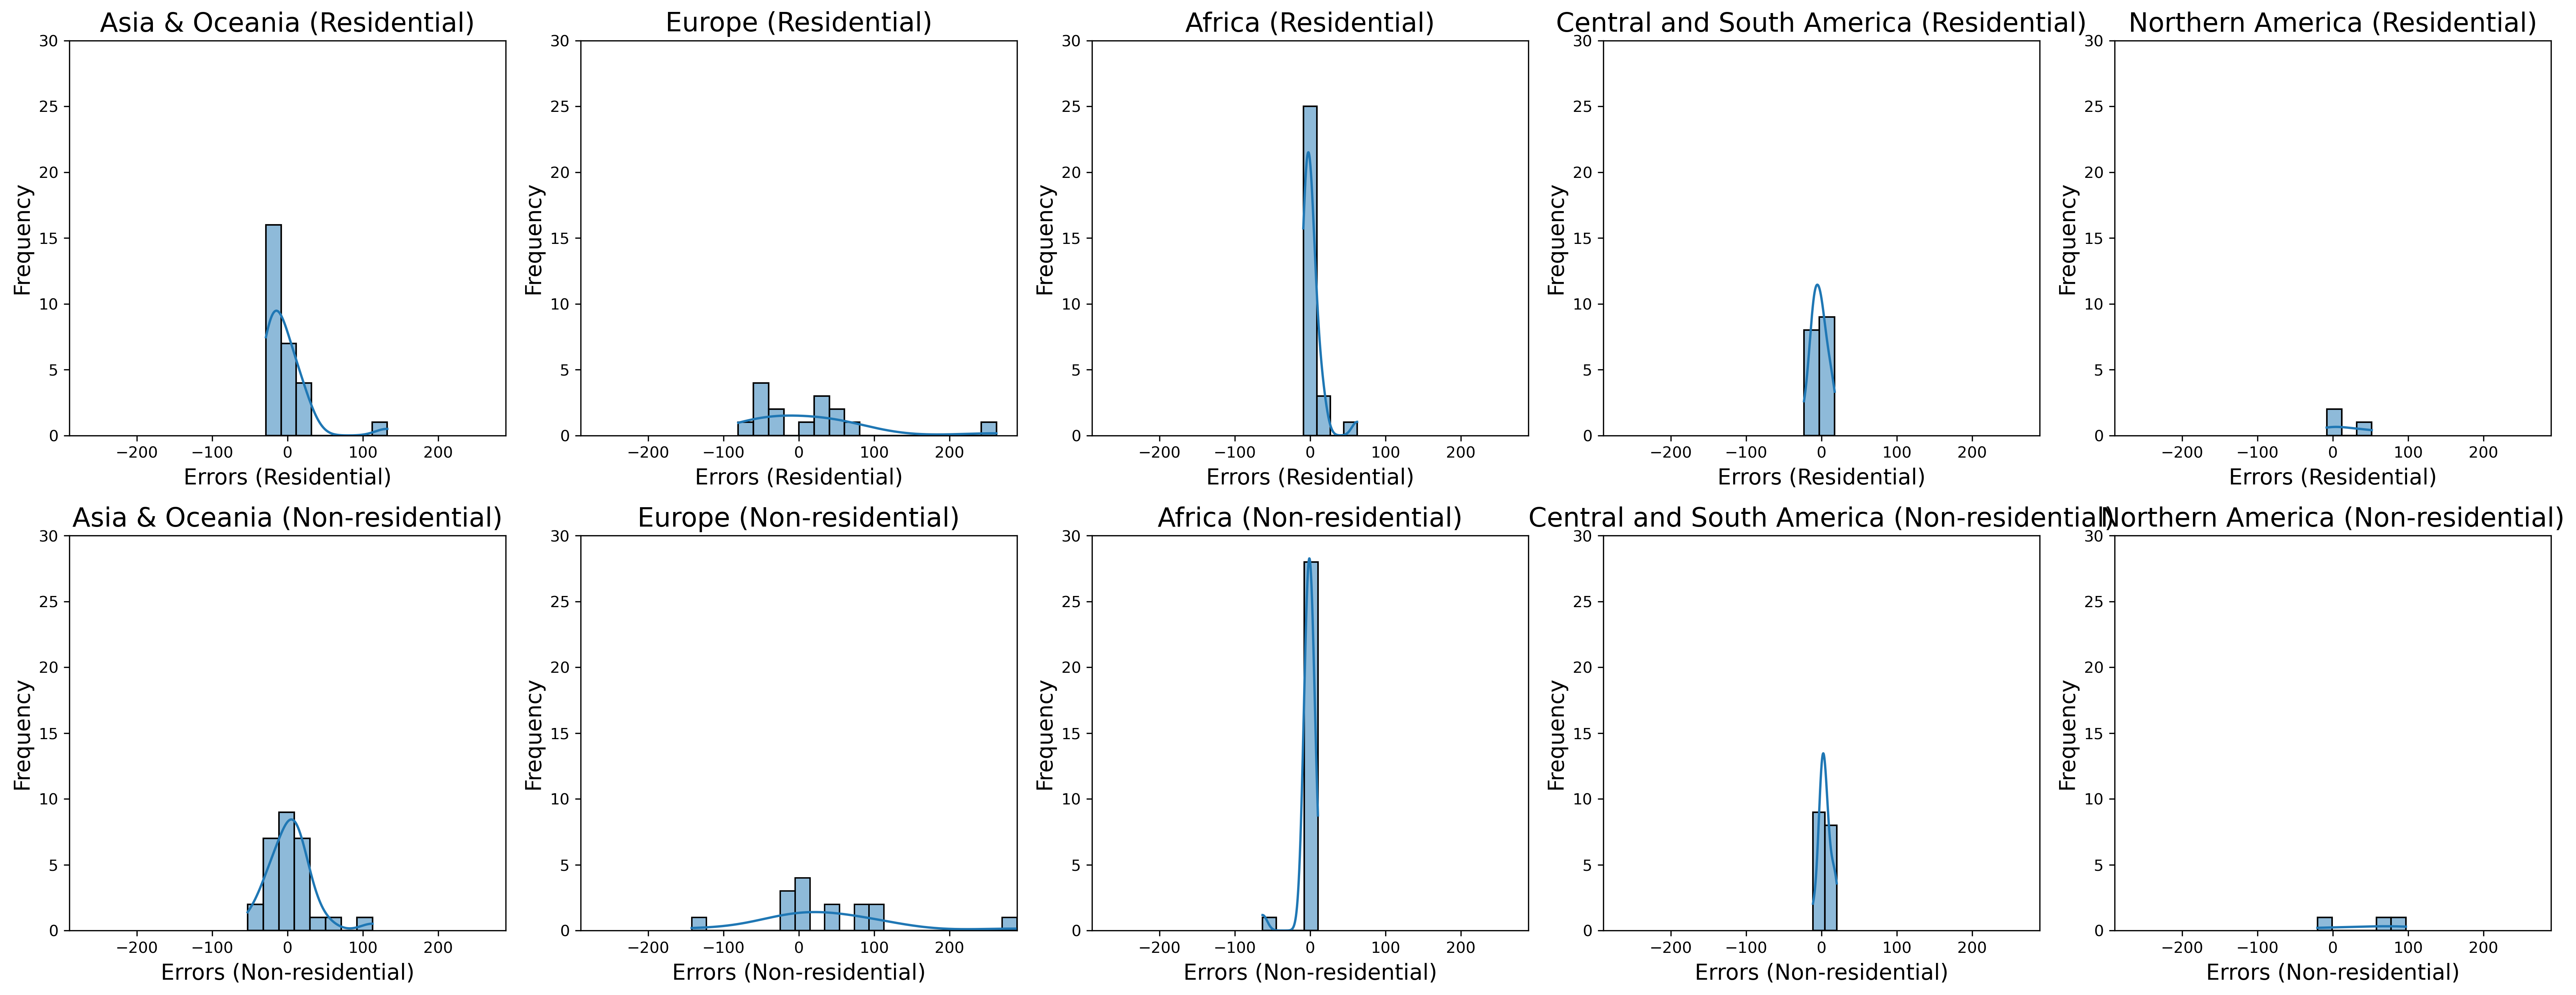 Asia & Oceania (Residential)
Europe (Residential)
Africa (Residential)
Central and South America (Residential)
Northern America (Residential)
30
25
20
15
10
5
0
Frequency
−200 −100 0 100 200
Errors (Residential)
30
25
20
15
10
5
0
Frequency
−200 −100 0 100 200
Errors (Residential)
30
25
20
15
10
5
0
Frequency
−200 −100 0 100 200
Errors (Residential)
30
25
20
15
10
5
0
Frequency
−200 −100 0 100 200
Errors (Residential)
30
25
20
15
10
5
0
Frequency
−200 −100 0 100 200
Errors (Residential)
Asia & Oceania (Non-residential)
Europe (Non-residential)
Africa (Non-residential)
Central and South America (Non-residential)
Northern America (Non-residential)
30
25
20
15
10
5
0
Frequency
−200 −100 0 100 200
Errors (Non-residential)
30
25
20
15
10
5
0
Frequency
−200 −100 0 100 200
Errors (Non-residential)
30
25
20
15
10
5
0
Frequency
−200 −100 0 100 200
Errors (Non-residential)
30
25
20
15
10
5
0
Frequency
−200 −100 0 100 200
Errors (Non-residential)
30
25
20
15
10
5
0
Frequency
−200 −100 0 100 200
Errors (Non-residential)